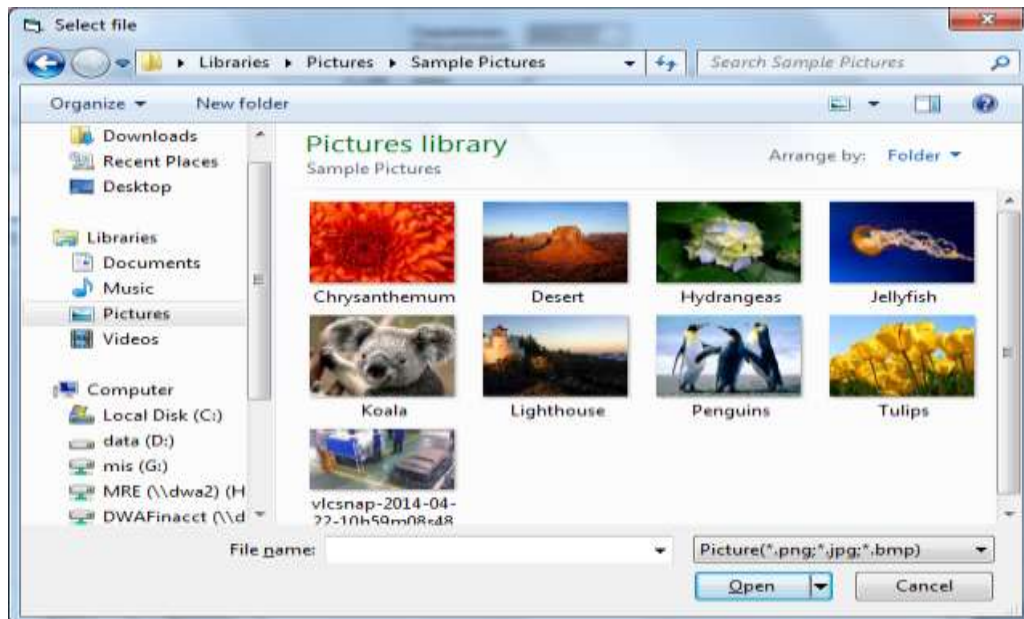 Select file
Libraries Pictures Sample Pictures
Search Sample Pictures
Organize New folder
Downloads
Recent Places
Desktop
Libraries
Documents
Music
Pictures
Videos
Computer
Local Disk (C:)
data (D:)
mis (G:)
MRE (\\dwa2) (H
DWAFinacct (\\d
Pictures library
Sample Pictures
Arrange by: Folder
Chrysanthemum Desert Hydrangeas Jellyfish
Koala Lighthouse Penguins Tulips
vlcsnap-2014-04-
22-10h59m08s48
File name:
Picture(*.png;*.jpg;*.bmp)
Open Cancel